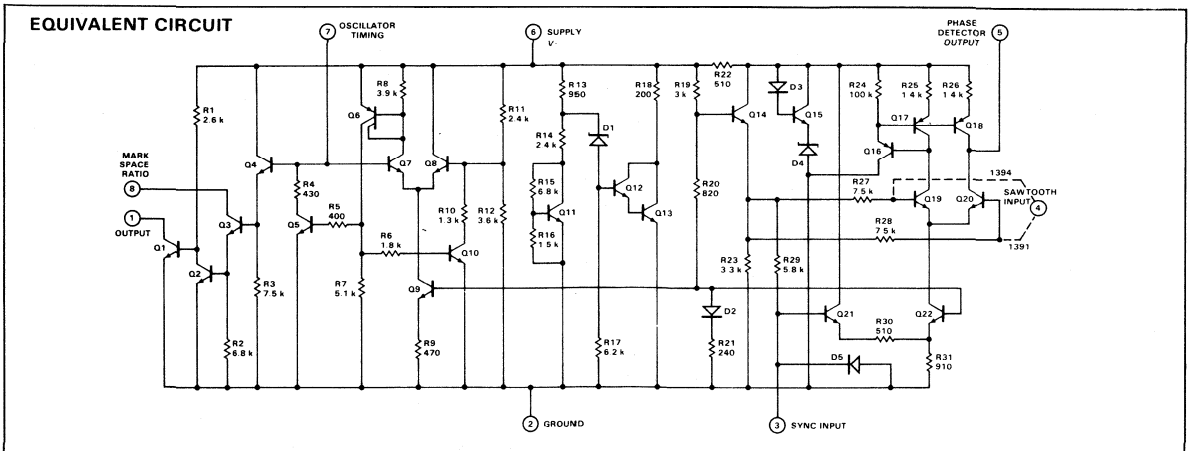 EQUIVALENT CIRCUIT
7 OSCILLATOR TIMING
6 SUPPLY V-
PHASE DETECTOR OUTPUT 5
R1 2.6 k
Q4
Q6
R8 3.9 k
Q7
Q8
R11 2.4 k
R13 950
R14 2.4 k
D1
R18 200
R19 3 k
R22 510
Q14
D3
Q15
D4
R24 100 k
R25 1.4 k
R26 1.4 k
Q17
Q18
Q16
MARK SPACE RATIO
8
1 OUTPUT
Q1
Q2
Q3
R4 430
R5 400
Q5
R6 1.8 k
R10 1.3 k
R12 3.6 k
Q10
R15 6.8 k
Q11
R16 1.5 k
Q12
Q13
R20 820
R27 7.5 k
1394
Q19
Q20
SAWTOOTH INPUT 4
R28 7.5 k
1391
R2 6.8 k
R3 7.5 k
R7 5.1 k
Q9
R9 470
R17 6.2 k
D2
R21 240
R23 3.3 k
R29 5.8 k
Q21
R30 510
Q22
D5
R31 910
2 GROUND
3 SYNC INPUT